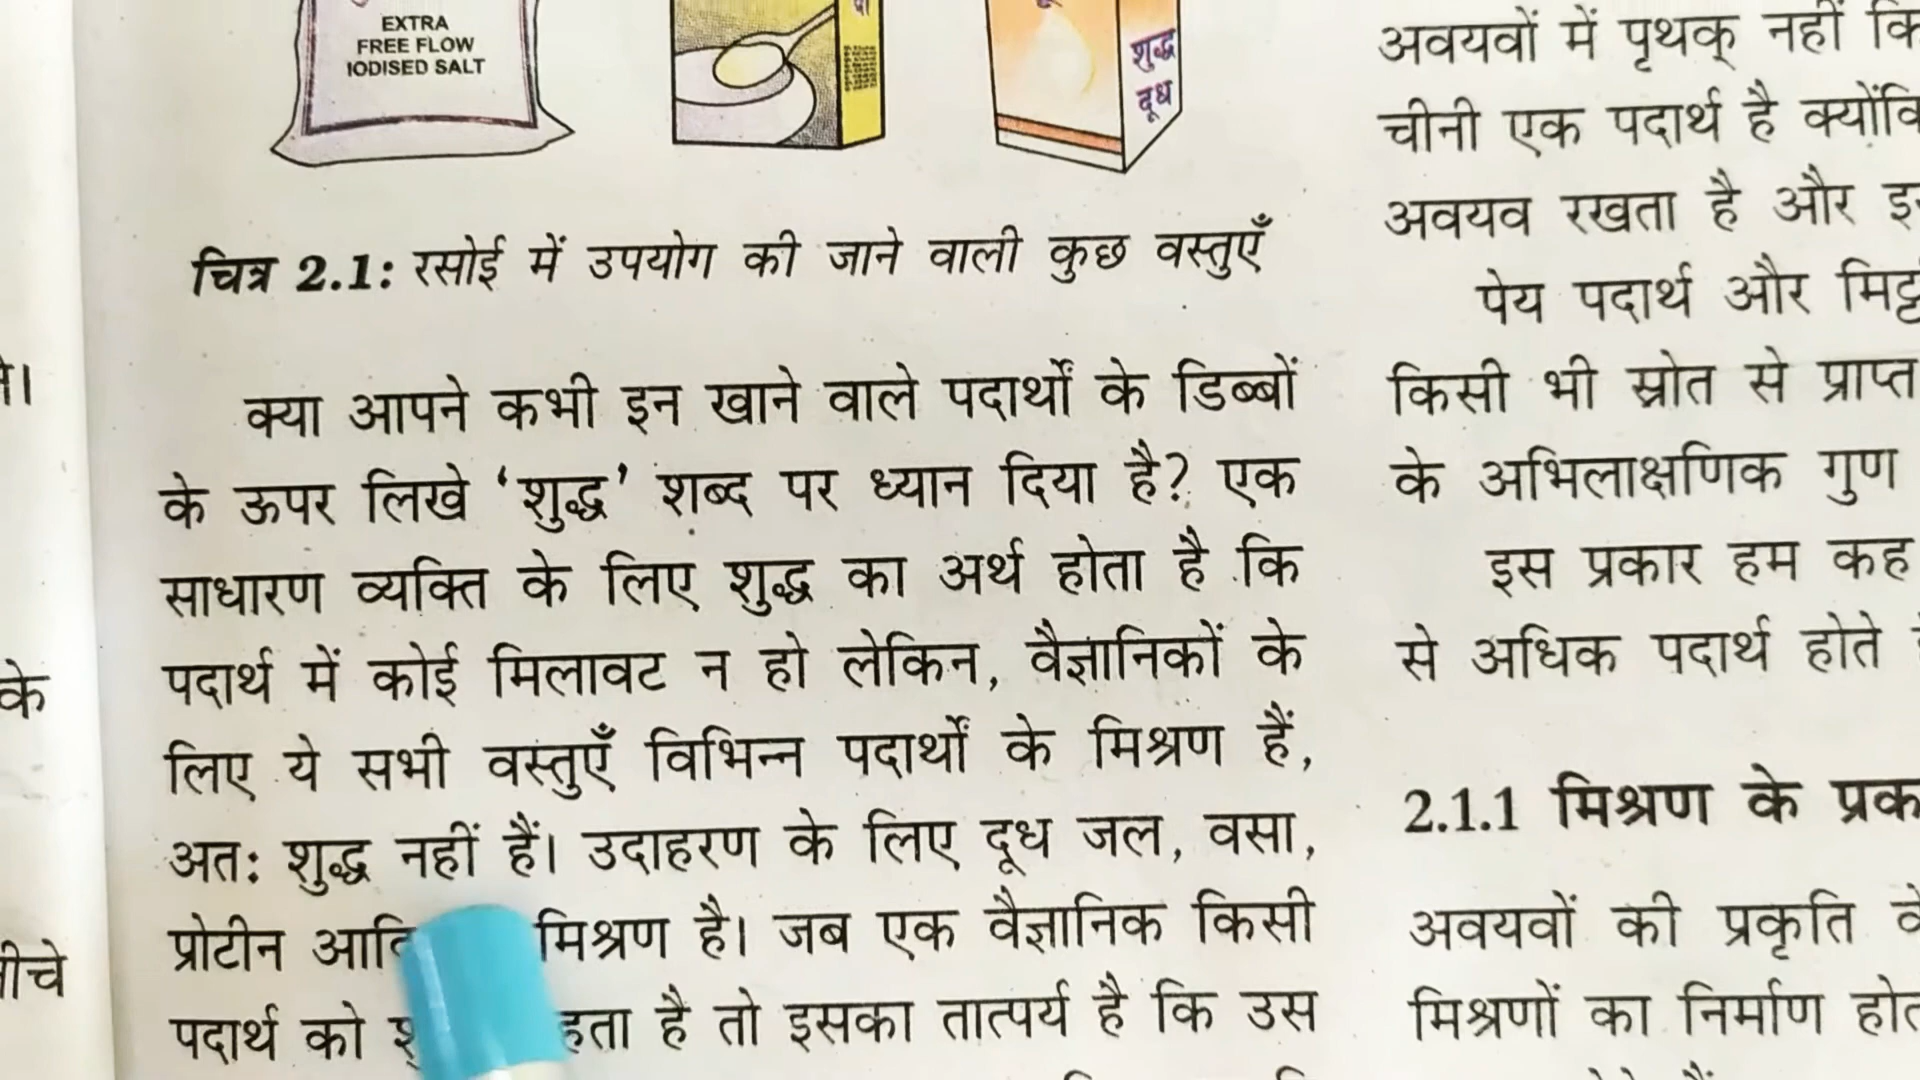 EXTRA
FREE FLOW
IODISED SALT
शुद्ध
दूध
चित्र 2.1: रसोई में उपयोग की जाने वाली कुछ वस्तुएँ
क्या आपने कभी इन खाने वाले पदार्थों के डिब्बों
के ऊपर लिखे ‘शुद्ध’ शब्द पर ध्यान दिया है? एक
साधारण व्यक्ति के लिए शुद्ध का अर्थ होता है कि
पदार्थ में कोई मिलावट न हो लेकिन, वैज्ञानिकों के
लिए ये सभी वस्तुएँ विभिन्न पदार्थों के मिश्रण हैं,
अतः शुद्ध नहीं हैं। उदाहरण के लिए दूध जल, वसा,
प्रोटीन मिश्रण है। जब एक वैज्ञानिक किसी
पदार्थ को है तो इसका तात्पर्य है कि उस
अवयवों में पृथक् नहीं
चीनी एक पदार्थ है
अवयव रखता है और
पेय पदार्थ और
किसी भी स्रोत से प्राप्त
के अभिलाक्षणिक गुण
इस प्रकार हम कह
से अधिक पदार्थ होते
2.1.1 मिश्रण के
अवयवों की प्रकृति
मिश्रणों का निर्माण
के